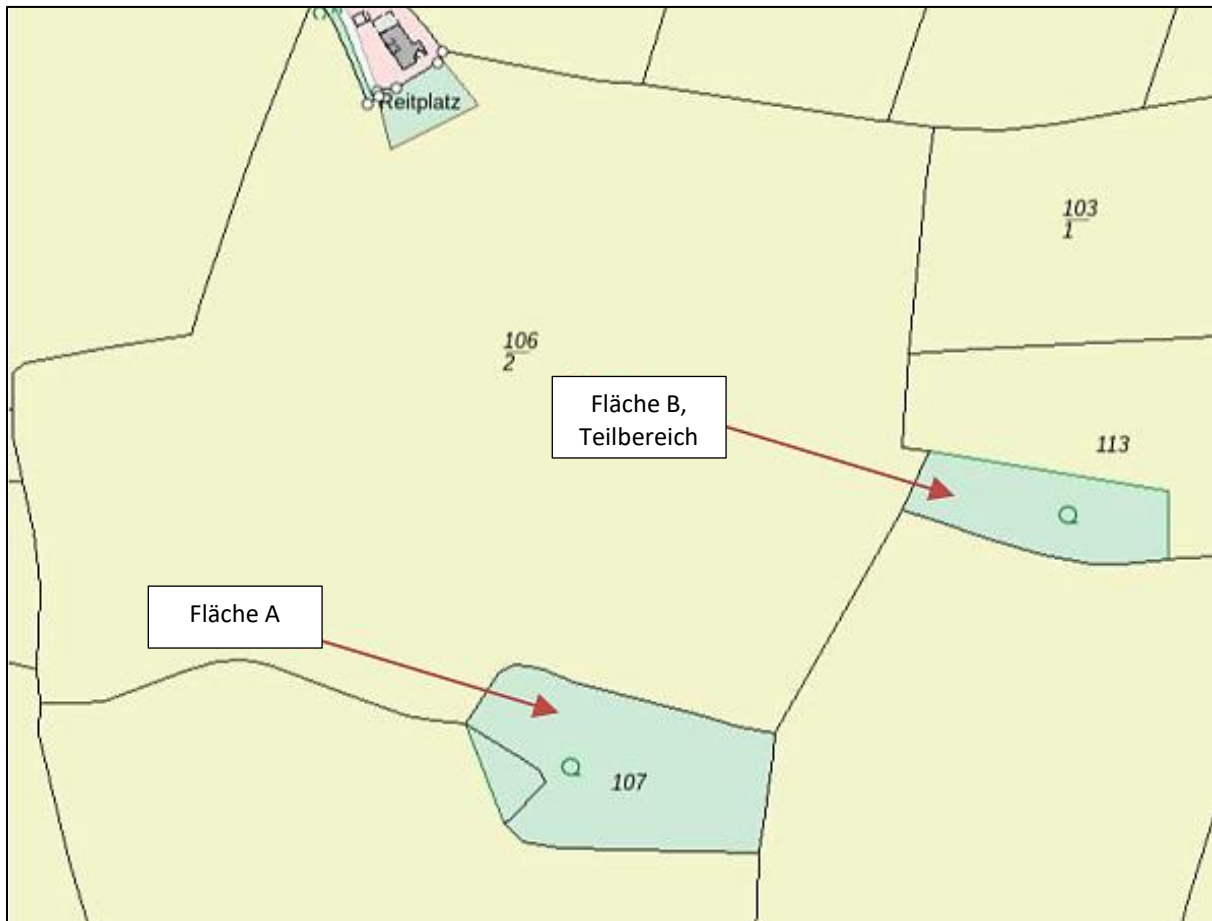 Reitplatz
103
1
106
2
Fläche B,
Teilbereich
113
Fläche A
107